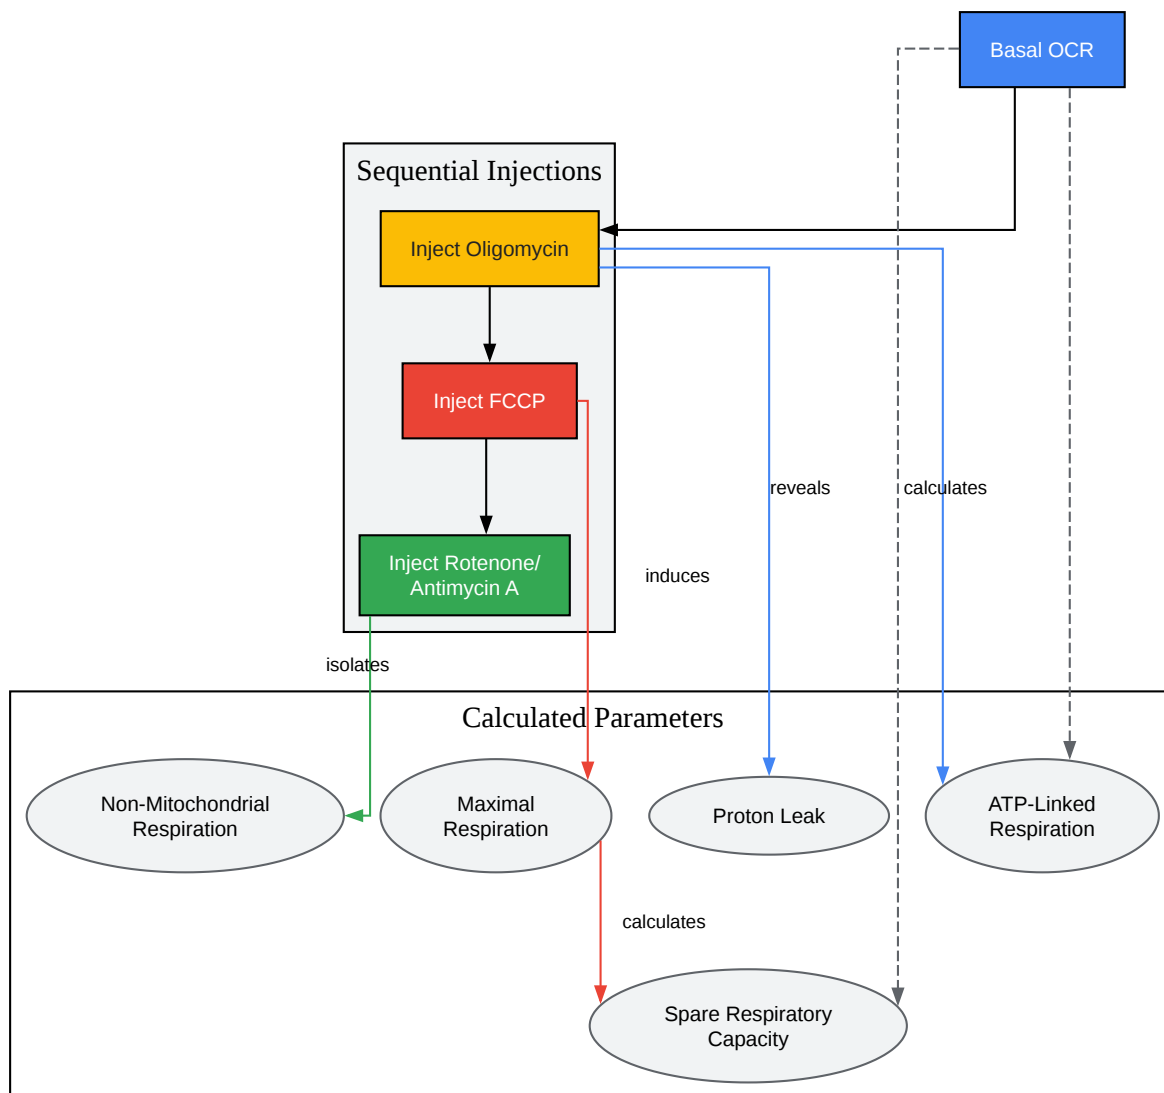 Basal OCR
Sequential Injections
Inject Oligomycin
Inject FCCP
reveals
calculates
Inject Rotenone/
Antimycin A
induces
isolates
Calculated Parameters
Non-Mitochondrial
Respiration
Maximal
Respiration
Proton Leak
ATP-Linked
Respiration
calculates
Spare Respiratory
Capacity